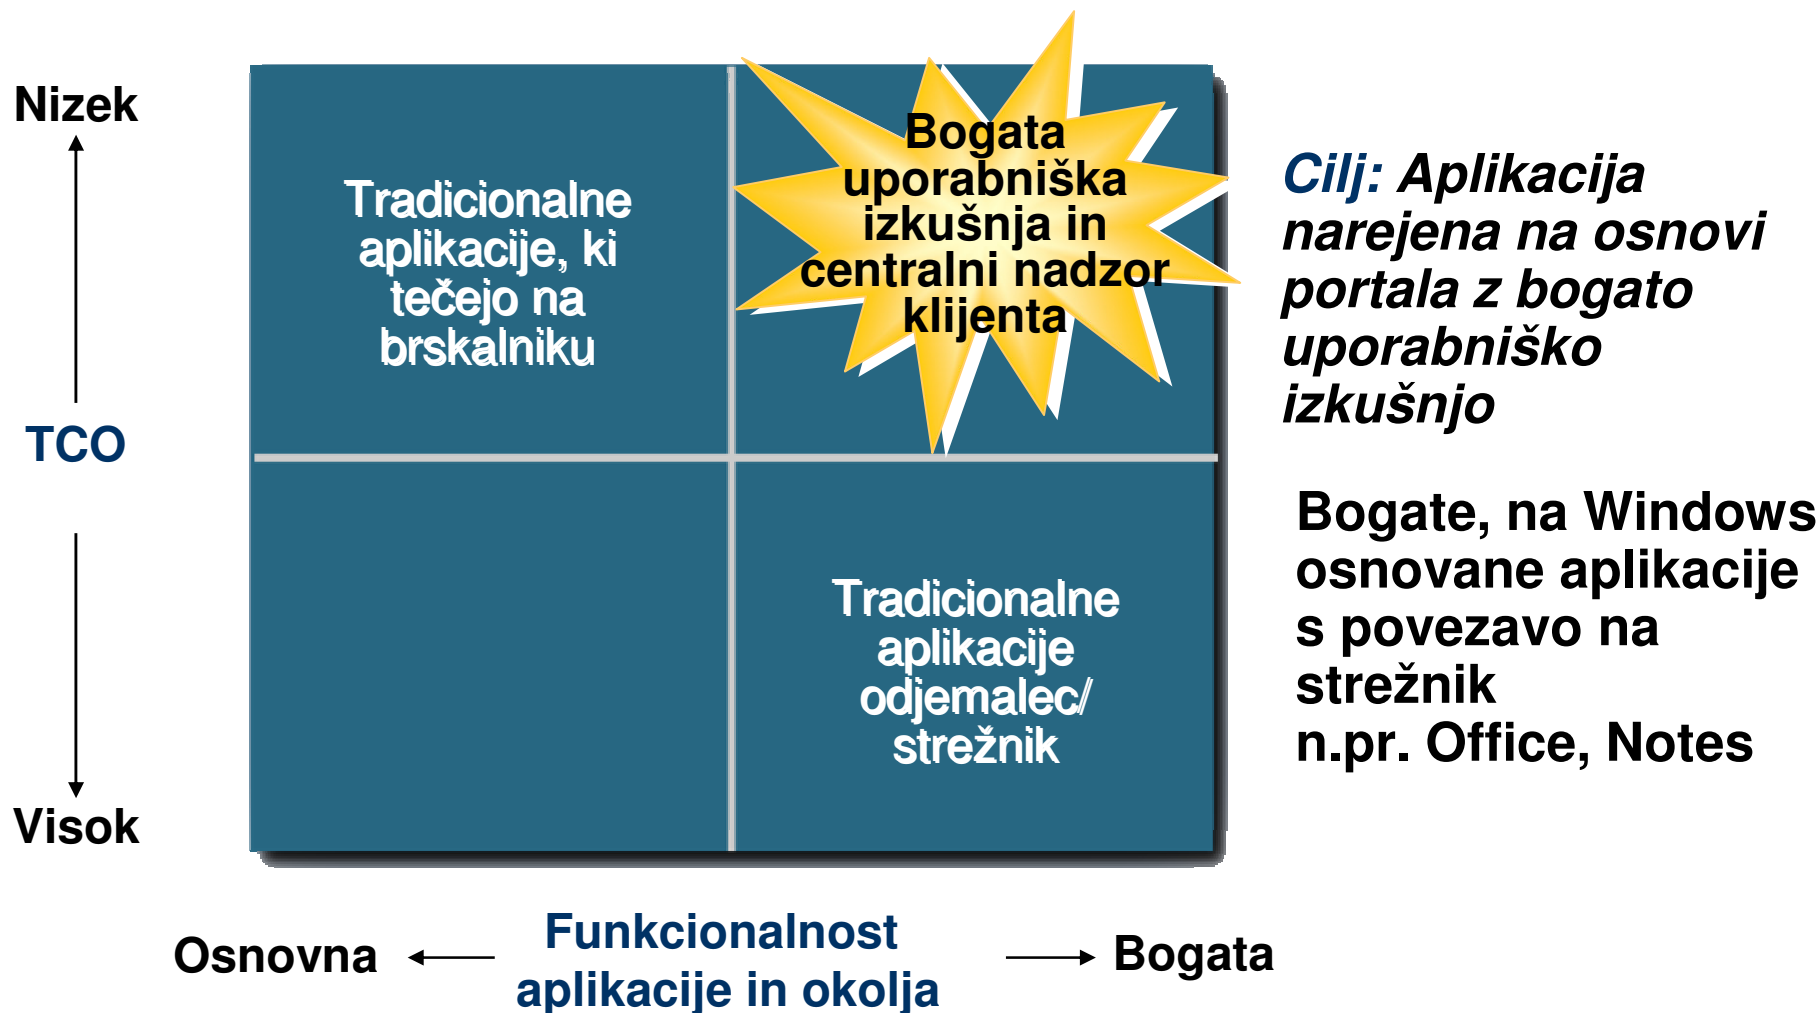 Nizek
TCO
Visok
Tradicionalne
aplikacije, ki
tečejo na
brskalniku
Bogata
uporabniška
izkušnja in
centralni nadzor
klijenta
Tradicionalne
aplikacije
odjemalec/
strežnik
Cilj: Aplikacija
narejena na osnovi
portala z bogato
uporabniško
izkušnjo
Bogate, na Windows
osnovane aplikacije
s povezavo na
strežnik
n.pr. Office, Notes
Osnovna
Funkcionalnost
aplikacije in okolja
Bogata